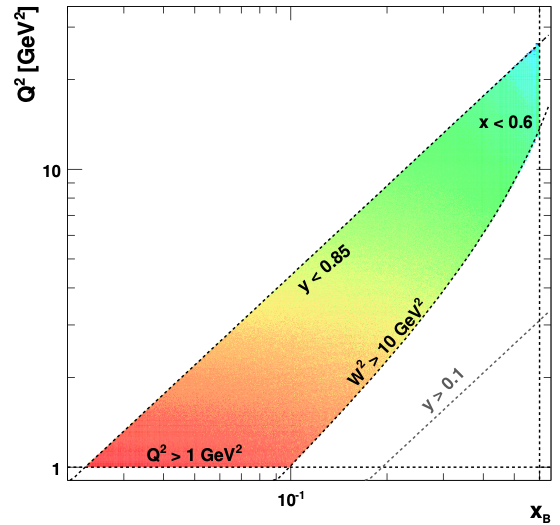 Q² [GeV²]
x < 0.6
10
y < 0.85
W² > 10 GeV²
y > 0.1
Q² > 1 GeV²
1
10⁻¹
x_B